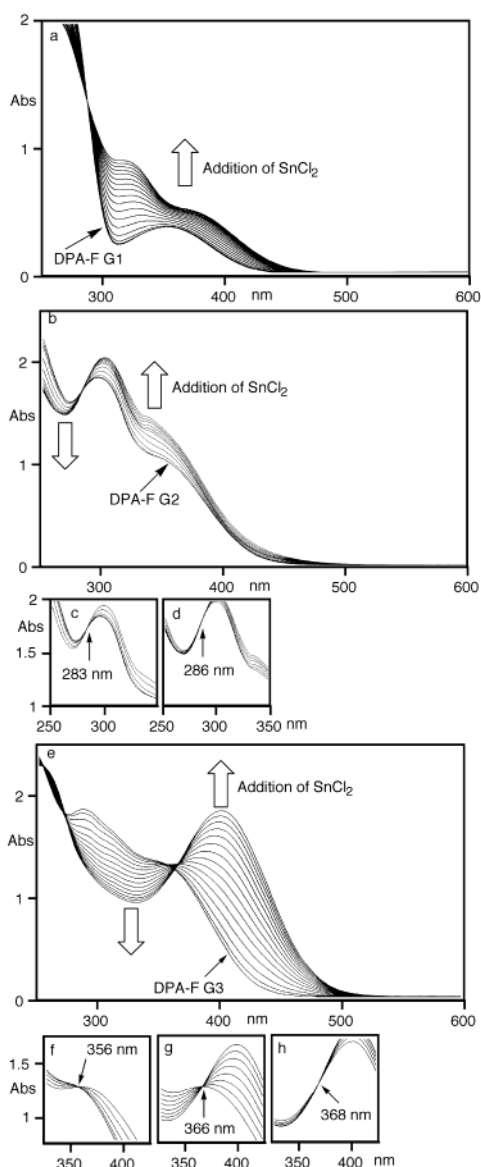 2
a
Abs
1
Addition of SnCl₂
DPA-F G1
0
300 400 nm 500 600
b
2
Addition of SnCl₂
Abs
1
DPA-F G2
0
300 400 nm 500 600
2 c d
Abs
1.5
283 nm 286 nm
1
250 300 250 300 350 nm
e
Addition of SnCl₂
2
Abs
1
DPA-F G3
0
300 400 nm 500 600
f 356 nm g h
1.5
Abs
1 366 nm 368 nm
350 400 350 400 350 400 nm